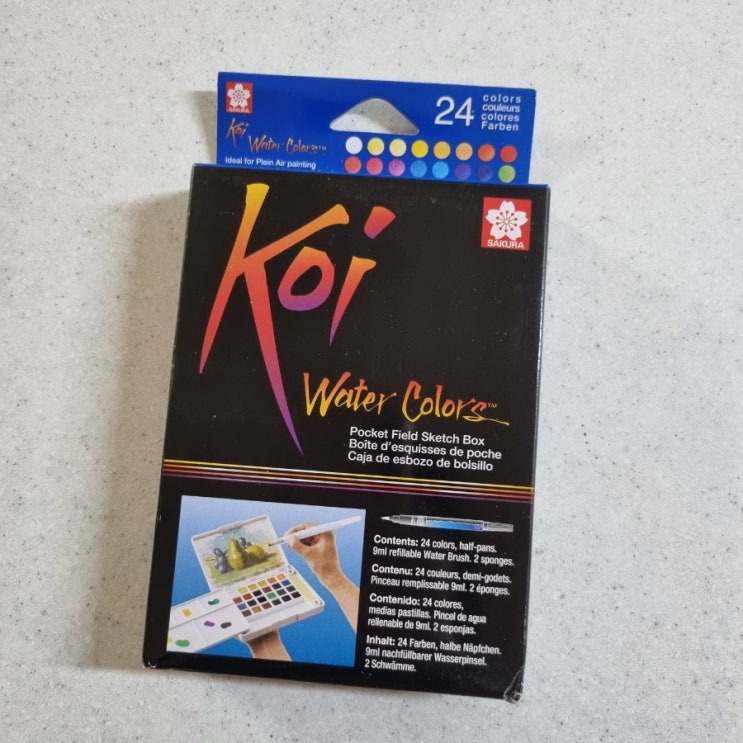 SAKURA
Koi Water Colors™
Ideal for Plein Air painting
24
colors
couleurs
colores
Farben
Koi
SAKURA
Water Colors™
Pocket Field Sketch Box
Boîte d'esquisses de poche
Caja de esbozo de bolsillo
Contents: 24 colors, half-pans.
9ml refillable Water Brush. 2 sponges.
Contenu: 24 couleurs, demi-godets.
Pinceau remplissable 9ml. 2 éponges.
Contenido: 24 colores,
medias pastillas. Pincel de agua
rellenable de 9ml. 2 esponjas.
Inhalt: 24 Farben, halbe Näpfchen.
9ml nachfüllbarer Wasserpinsel.
2 Schwämme.